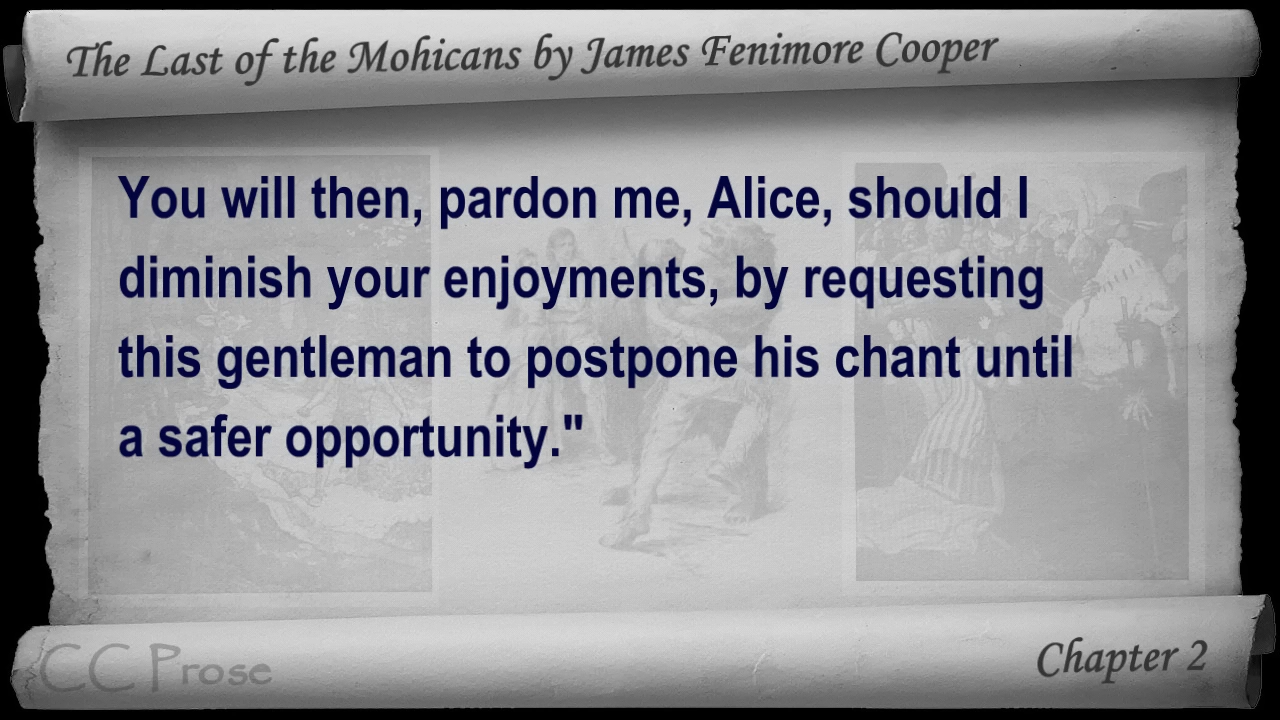 The Last of the Mohicans by James Fenimore Cooper
You will then, pardon me, Alice, should I
diminish your enjoyments, by requesting
this gentleman to postpone his chant until
a safer opportunity."
CC Prose
Chapter 2